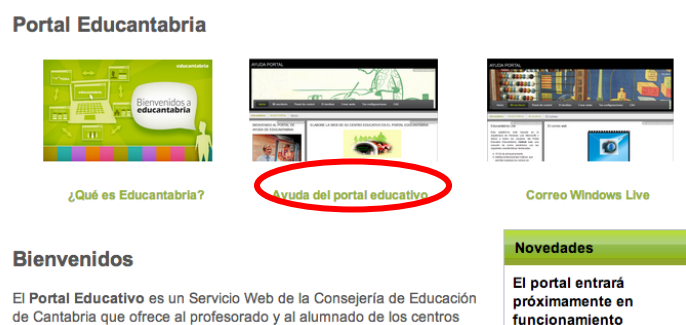 Portal Educantabria
educantabria
Bienvenidos a
educantabria
AYUDA PORTAL
AYUDA PORTAL
¿Qué es Educantabria?
Ayuda del portal educativo
Correo Windows Live
Bienvenidos
El Portal Educativo es un Servicio Web de la Consejería de Educación
de Cantabria que ofrece al profesorado y al alumnado de los centros
Novedades
El portal entrará
próximamente en
funcionamiento